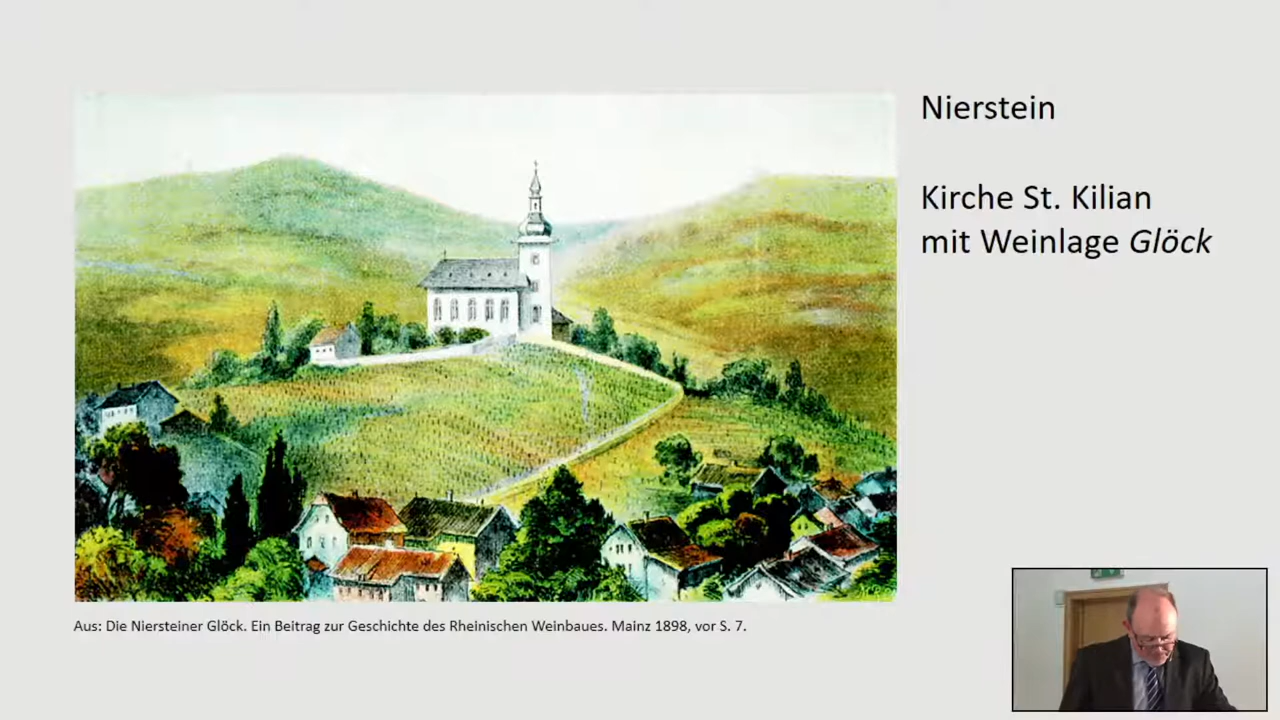 Nierstein
Kirche St. Kilian
mit Weinlage Glöck
Aus: Die Niersteiner Glöck. Ein Beitrag zur Geschichte des Rheinischen Weinbaues. Mainz 1898, vor S. 7.